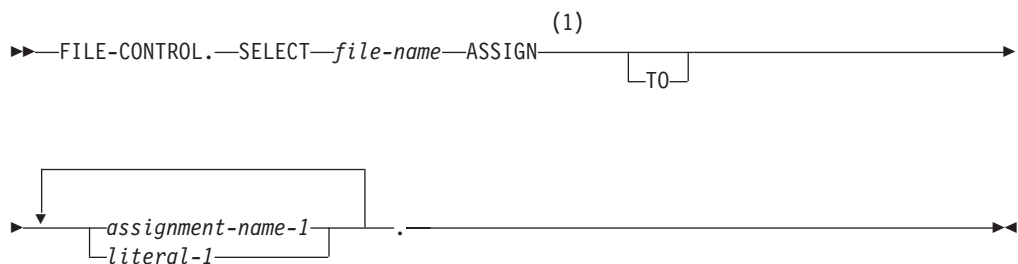 (1)
FILE-CONTROL. SELECT file-name ASSIGN
TO
assignment-name-1 .
literal-1